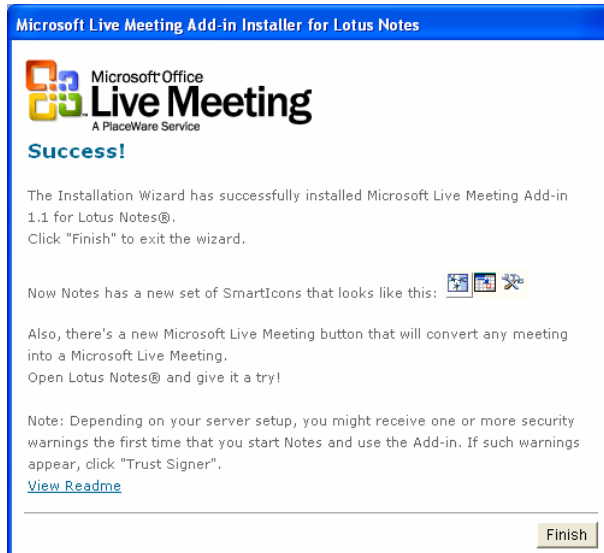 Microsoft Live Meeting Add-in Installer for Lotus Notes
Microsoft Office
Live Meeting
A PlaceWare Service
Success!
The Installation Wizard has successfully installed Microsoft Live Meeting Add-in
1.1 for Lotus Notes®.
Click "Finish" to exit the wizard.
Now Notes has a new set of SmartIcons that looks like this:
Also, there's a new Microsoft Live Meeting button that will convert any meeting
into a Microsoft Live Meeting.
Open Lotus Notes® and give it a try!
Note: Depending on your server setup, you might receive one or more security
warnings the first time that you start Notes and use the Add-in. If such warnings
appear, click "Trust Signer".
View Readme
Finish